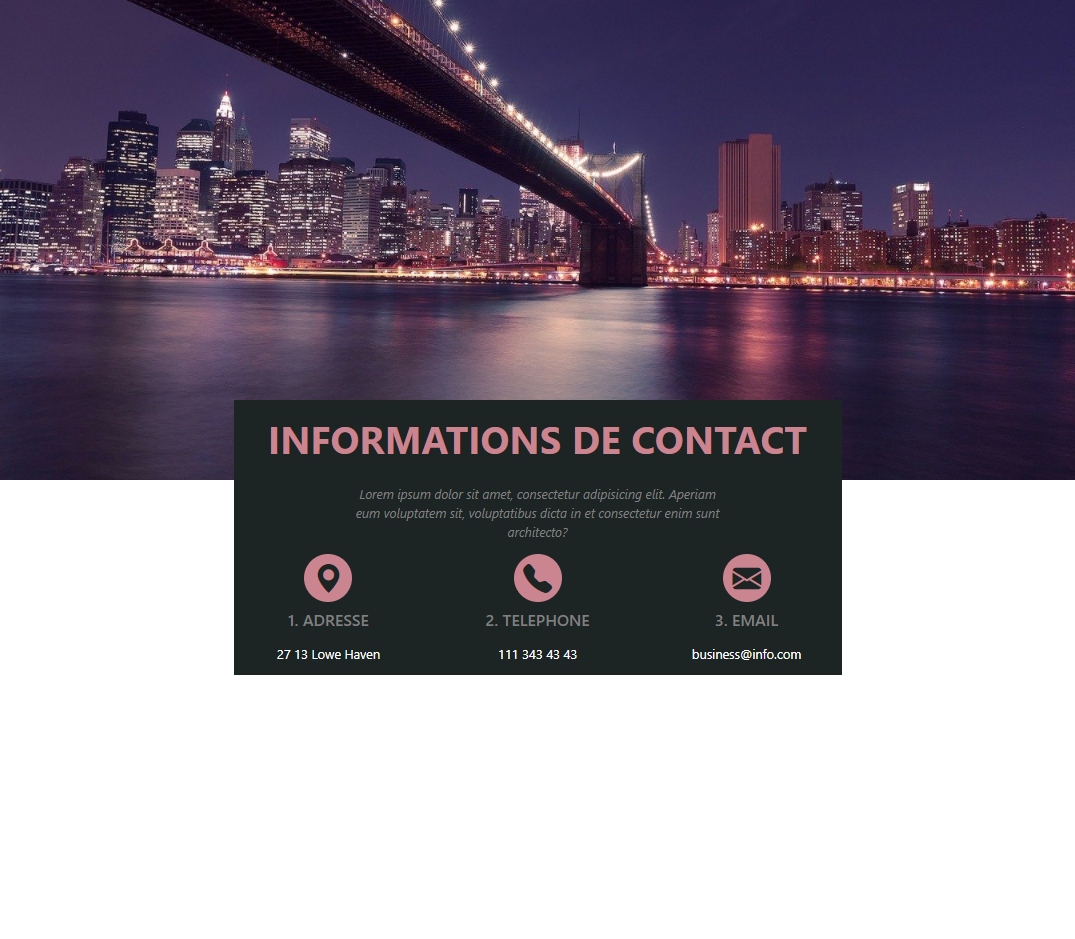 INFORMATIONS DE CONTACT
Lorem ipsum dolor sit amet, consectetur adipisicing elit. Aperiam
eum voluptatem sit, voluptatibus dicta in et consectetur enim sunt
architecto?
1. ADRESSE
2. TELEPHONE
3. EMAIL
27 13 Lowe Haven
111 343 43 43
business@info.com